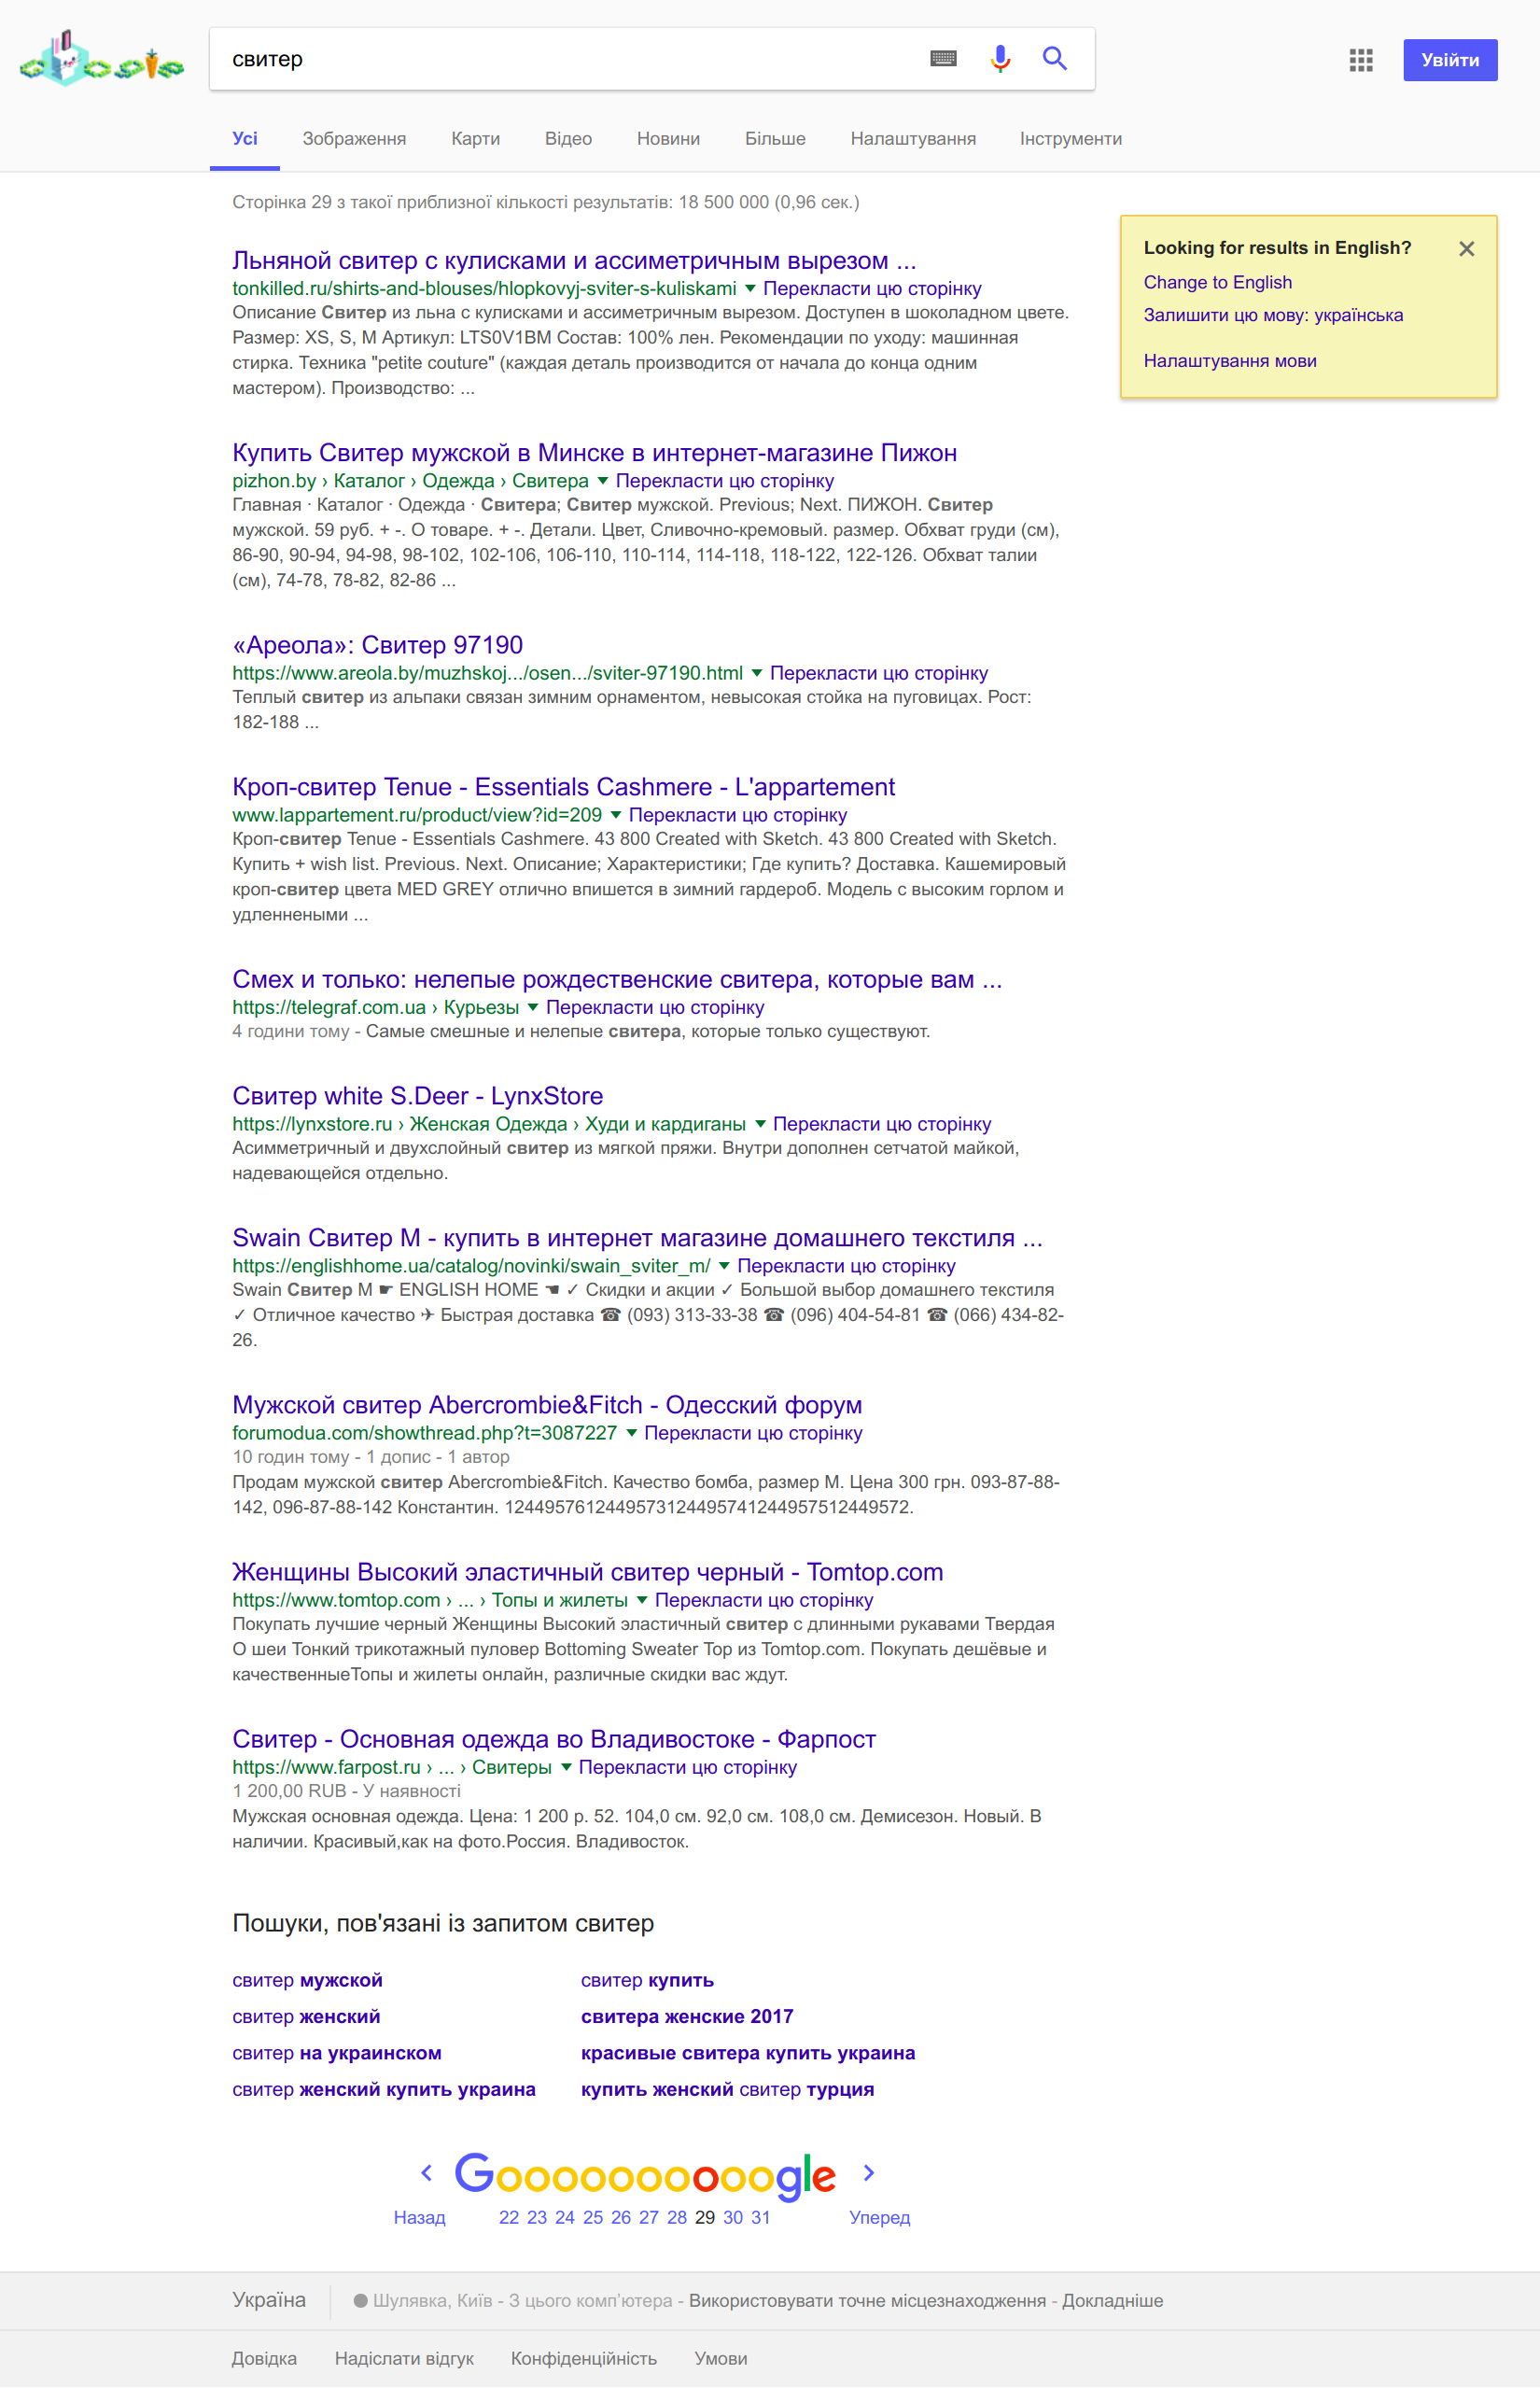 свитер
Увійти
Усі Зображення Карти Відео Новини Більше Налаштування Інструменти
Сторінка 29 з такої приблизної кількості результатів: 18 500 000 (0,96 сек.)
Looking for results in English?
Change to English
Залишити цю мову: українська
Налаштування мови
Льняной свитер с кулисками и ассиметричным вырезом ...
tonkilled.ru/shirts-and-blouses/hlopkovyj-sviter-s-kuliskami ▼ Перекласти цю сторінку
Описание Свитер из льна с кулисками и ассиметричным вырезом. Доступен в шоколадном цвете.
Размер: XS, S, M Артикул: LTS0V1BM Состав: 100% лен. Рекомендации по уходу: машинная
стирка. Техника "petite couture" (каждая деталь производится от начала до конца одним
мастером). Производство: ...
Купить Свитер мужской в Минске в интернет-магазине Пижон
pizhon.by › Каталог › Одежда › Свитера ▼ Перекласти цю сторінку
Главная · Каталог · Одежда · Свитера; Свитер мужской. Previous; Next. ПИЖОН. Свитер
мужской. 59 руб. + -. О товаре. + -. Детали. Цвет, Сливочно-кремовый. размер. Обхват груди (см),
86-90, 90-94, 94-98, 98-102, 102-106, 106-110, 110-114, 114-118, 118-122, 122-126. Обхват талии
(см), 74-78, 78-82, 82-86 ...
«Ареола»: Свитер 97190
https://www.areola.by/muzhskoj.../osen.../sviter-97190.html ▼ Перекласти цю сторінку
Теплый свитер из альпаки связан зимним орнаментом, невысокая стойка на пуговицах. Рост:
182-188 ...
Кроп-свитер Tenue - Essentials Cashmere - L'appartement
www.lappartement.ru/product/view?id=209 ▼ Перекласти цю сторінку
Кроп-свитер Tenue - Essentials Cashmere. 43 800 Created with Sketch. 43 800 Created with Sketch.
Купить + wish list. Previous. Next. Описание; Характеристики; Где купить? Доставка. Кашемировый
кроп-свитер цвета MED GREY отлично впишется в зимний гардероб. Модель с высоким горлом и
удленнеными ...
Смех и только: нелепые рождественские свитера, которые вам ...
https://telegraf.com.ua › Курьезы ▼ Перекласти цю сторінку
4 години тому - Самые смешные и нелепые свитера, которые только существуют.
Свитер white S.Deer - LynxStore
https://lynxstore.ru › Женская Одежда › Худи и кардиганы ▼ Перекласти цю сторінку
Асимметричный и двухслойный свитер из мягкой пряжи. Внутри дополнен сетчатой майкой,
надевающейся отдельно.
Swain Свитер M - купить в интернет магазине домашнего текстиля ...
https://englishhome.ua/catalog/novinki/swain_sviter_m/ ▼ Перекласти цю сторінку
Swain Свитер M ☛ ENGLISH HOME ☚ ✓ Скидки и акции ✓ Большой выбор домашнего текстиля
✓ Отличное качество ✈ Быстрая доставка ☎ (093) 313-33-38 ☎ (096) 404-54-81 ☎ (066) 434-82-
26.
Мужской свитер Abercrombie&Fitch - Одесский форум
forumodua.com/showthread.php?t=3087227 ▼ Перекласти цю сторінку
10 годин тому - 1 допис - 1 автор
Продам мужской свитер Abercrombie&Fitch. Качество бомба, размер М. Цена 300 грн. 093-87-88-
142, 096-87-88-142 Константин. 1244957612449573124495741244957512449572.
Женщины Высокий эластичный свитер черный - Tomtop.com
https://www.tomtop.com › ... › Топы и жилеты ▼ Перекласти цю сторінку
Покупать лучшие черный Женщины Высокий эластичный свитер с длинными рукавами Твердая
О шеи Тонкий трикотажный пуловер Bottoming Sweater Top из Tomtop.com. Покупать дешёвые и
качественныеТопы и жилеты онлайн, различные скидки вас ждут.
Свитер - Основная одежда во Владивостоке - Фарпост
https://www.farpost.ru › ... › Свитеры ▼ Перекласти цю сторінку
1 200,00 RUB - У наявності
Мужская основная одежда. Цена: 1 200 р. 52. 104,0 см. 92,0 см. 108,0 см. Демисезон. Новый. В
наличии. Красивый,как на фото.Россия. Владивосток.
Пошуки, пов'язані із запитом свитер
свитер мужской свитер купить
свитер женский свитера женские 2017
свитер на украинском красивые свитера купить украина
свитер женский купить украина купить женский свитер турция
Goooooooooogle
Назад 22 23 24 25 26 27 28 29 30 31 Уперед
Україна Шулявка, Київ - З цього комп'ютера - Використовувати точне місцезнаходження - Докладніше
Довідка Надіслати відгук Конфіденційність Умови